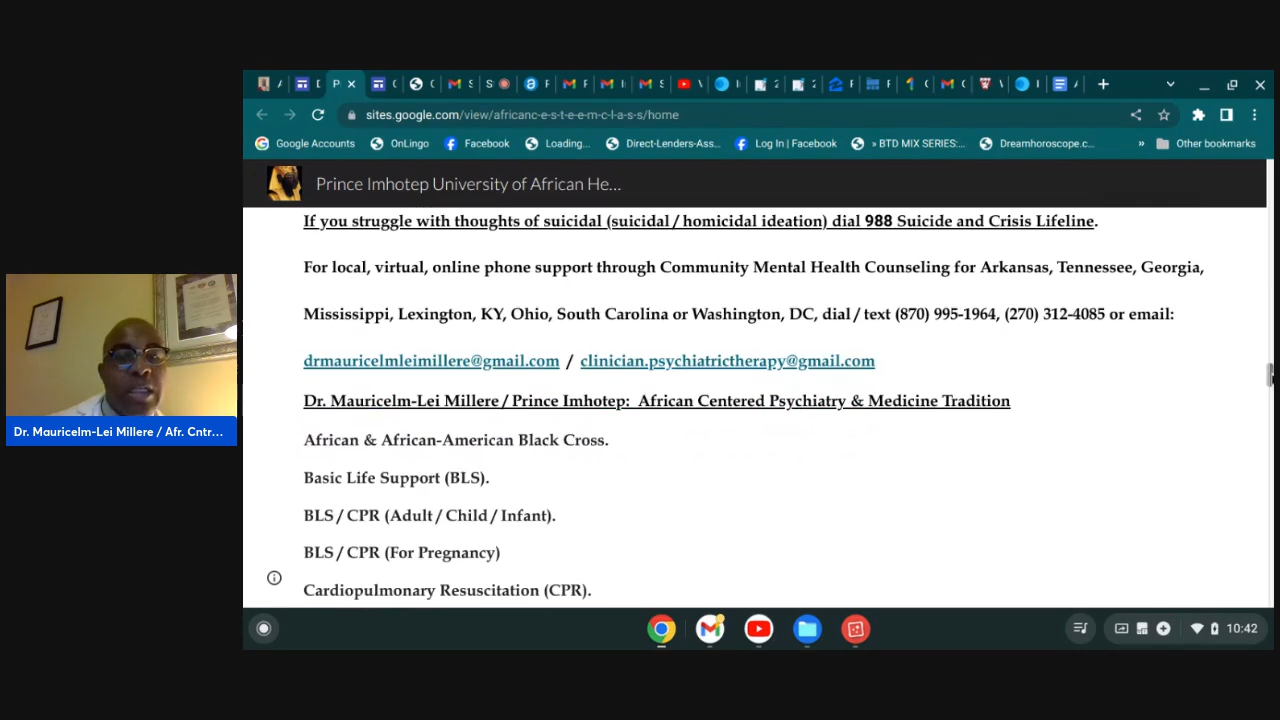 sites.google.com/view/africanc-e-s-t-e-e-m-c-l-a-s-s/home
Google Accounts
OnLingo
Facebook
Loading...
Direct-Lenders-Ass...
Log In | Facebook
» BTD MIX SERIES:...
Dreamhoroscope.c...
»
Other bookmarks
Prince Imhotep University of African He...
If you struggle with thoughts of suicidal (suicidal / homicidal ideation) dial 988 Suicide and Crisis Lifeline.
For local, virtual, online phone support through Community Mental Health Counseling for Arkansas, Tennessee, Georgia,
Mississippi, Lexington, KY, Ohio, South Carolina or Washington, DC, dial / text (870) 995-1964, (270) 312-4085 or email:
drmauricelmleimillere@gmail.com / clinician.psychiatrictherapy@gmail.com
Dr. Mauricelm-Lei Millere / Prince Imhotep: African Centered Psychiatry & Medicine Tradition
African & African-American Black Cross.
Basic Life Support (BLS).
BLS / CPR (Adult / Child / Infant).
BLS / CPR (For Pregnancy)
Cardiopulmonary Resuscitation (CPR).
Dr. Mauricelm-Lei Millere / Afr. Cntr...
10:42